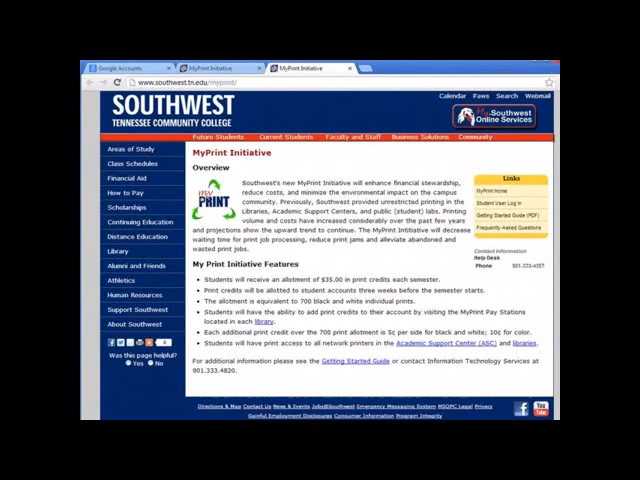 Google Accounts
MyPrint Initiative
MyPrint Initiative
www.southwest.tn.edu/myprint/
Calendar Paws Search Webmail
SOUTHWEST
TENNESSEE COMMUNITY COLLEGE
My.Southwest
Online Services
Future Students Current Students Faculty and Staff Business Solutions Community
Areas of Study
Class Schedules
Financial Aid
How to Pay
Scholarships
Continuing Education
Distance Education
Library
Alumni and Friends
Athletics
Human Resources
Support Southwest
About Southwest
0
Was this page helpful?
Yes No
MyPrint Initiative
Overview
my
PRINT
Southwest's new MyPrint Initiative will enhance financial stewardship,
reduce costs, and minimize the environmental impact on the campus
community. Previously, Southwest provided unrestricted printing in the
Libraries, Academic Support Centers, and public (student) labs. Printing
volume and costs have increased considerably over the past few years
and projections show the upward trend to continue. The MyPrint Initiative will decrease
waiting time for print job processing, reduce print jams and alleviate abandoned and
wasted print jobs.
My Print Initiative Features
• Students will receive an allotment of $35.00 in print credits each semester.
• Print credits will be allotted to student accounts three weeks before the semester starts.
• The allotment is equivalent to 700 black and white individual prints.
• Students will have the ability to add print credits to their account by visiting the MyPrint Pay Stations
located in each library.
• Each additional print credit over the 700 print allotment is 5¢ per side for black and white; 10¢ for color.
• Students will have print access to all network printers in the Academic Support Center (ASC) and libraries.
For additional information please see the Getting Started Guide or contact Information Technology Services at
901.333.4820.
Links
MyPrint Home
Student User Log in
Getting Started Guide (PDF)
Frequently Asked Questions
Contact Information
Help Desk
Phone 901-333-4357
Directions & Map Contact Us News & Events Jobs@Southwest Emergency Messaging System MSOPC Legal Privacy
Gainful Employment Disclosures Consumer Information Program Integrity
You
Tube